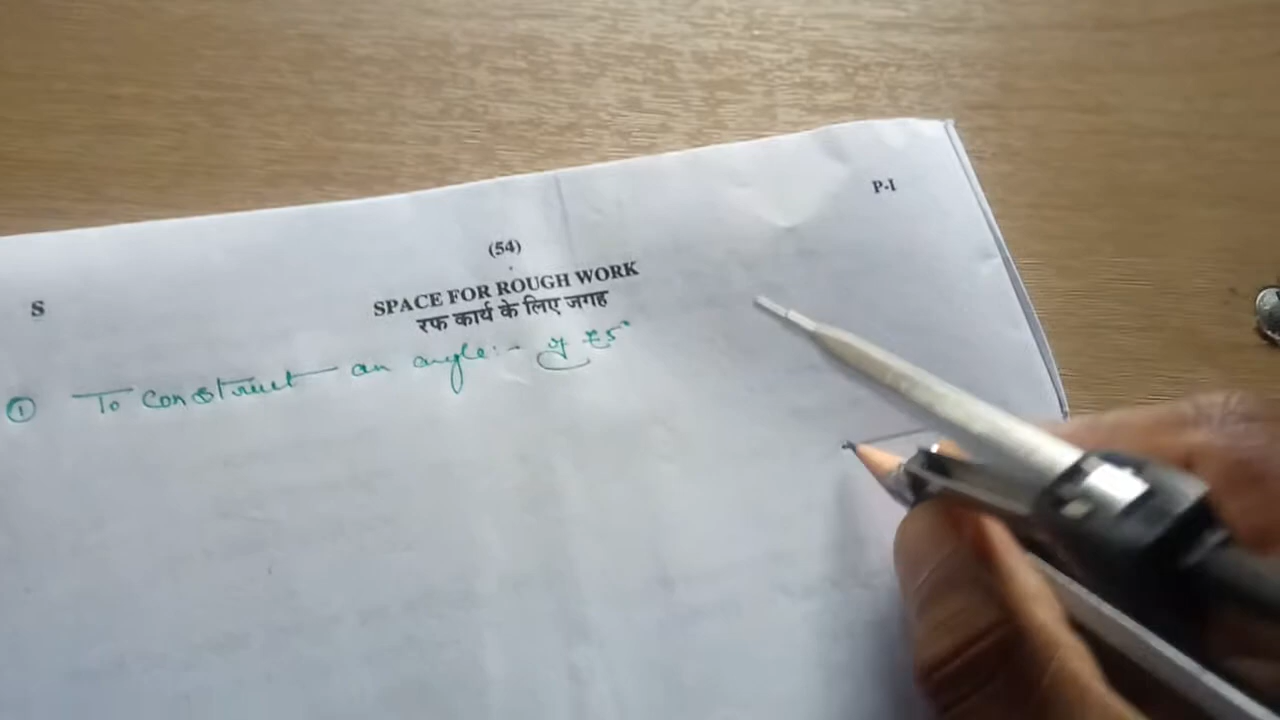 P-I
(54)
S
SPACE FOR ROUGH WORK
रफ कार्य के लिए जगह
① To construct an angle:- of